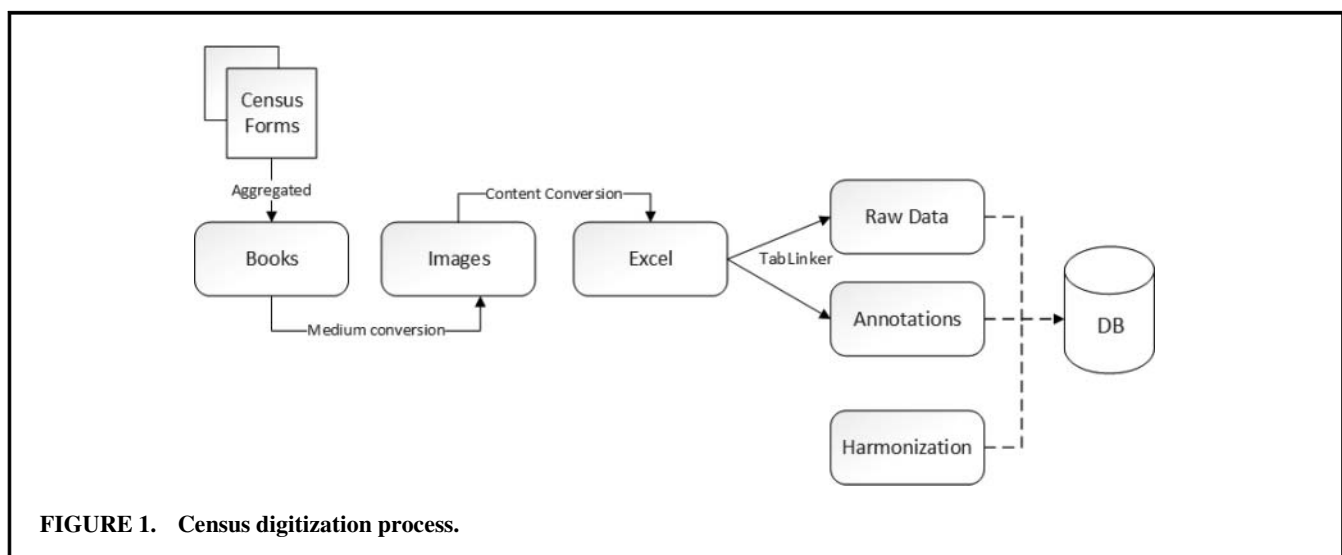 Census
Forms
Aggregated
Books
Medium conversion
Images
Content Conversion
Excel
TabLinker
Raw Data
Annotations
Harmonization
DB
FIGURE 1. Census digitization process.